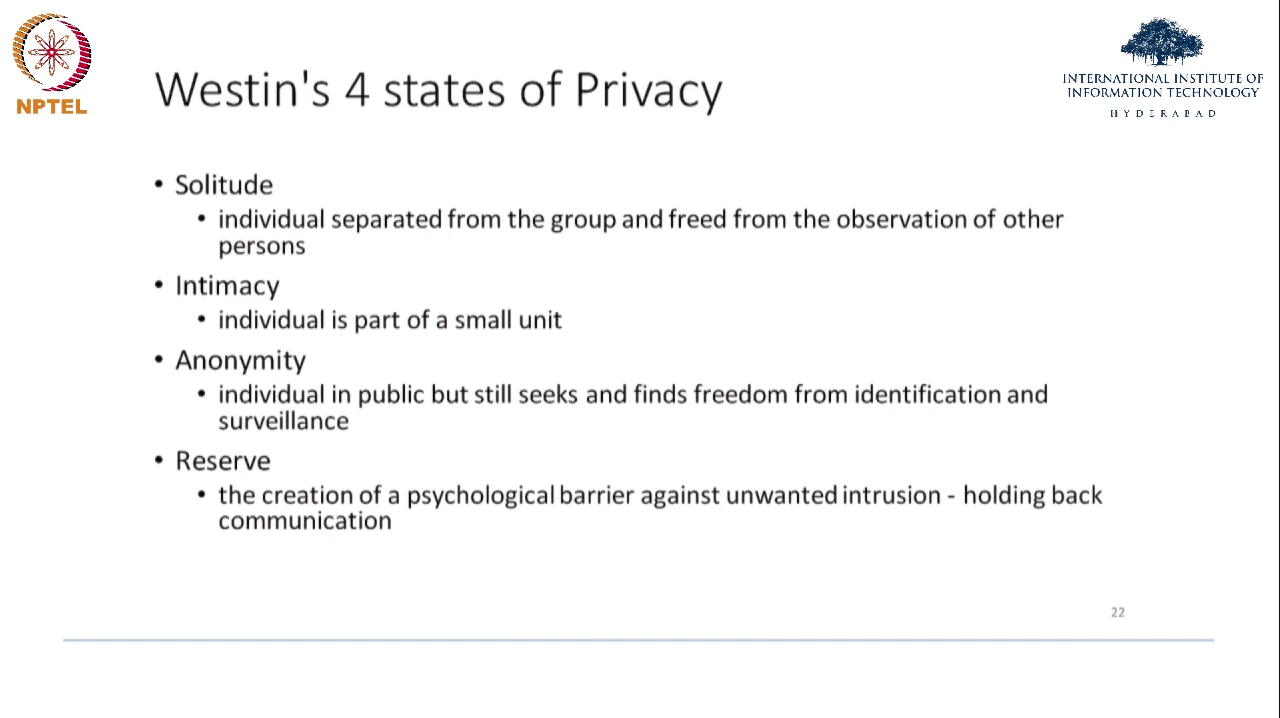 NPTEL
Westin's 4 states of Privacy
INTERNATIONAL INSTITUTE OF
INFORMATION TECHNOLOGY
HYDERABAD
• Solitude
• individual separated from the group and freed from the observation of other
persons
• Intimacy
• individual is part of a small unit
• Anonymity
• individual in public but still seeks and finds freedom from identification and
surveillance
• Reserve
• the creation of a psychological barrier against unwanted intrusion - holding back
communication
22